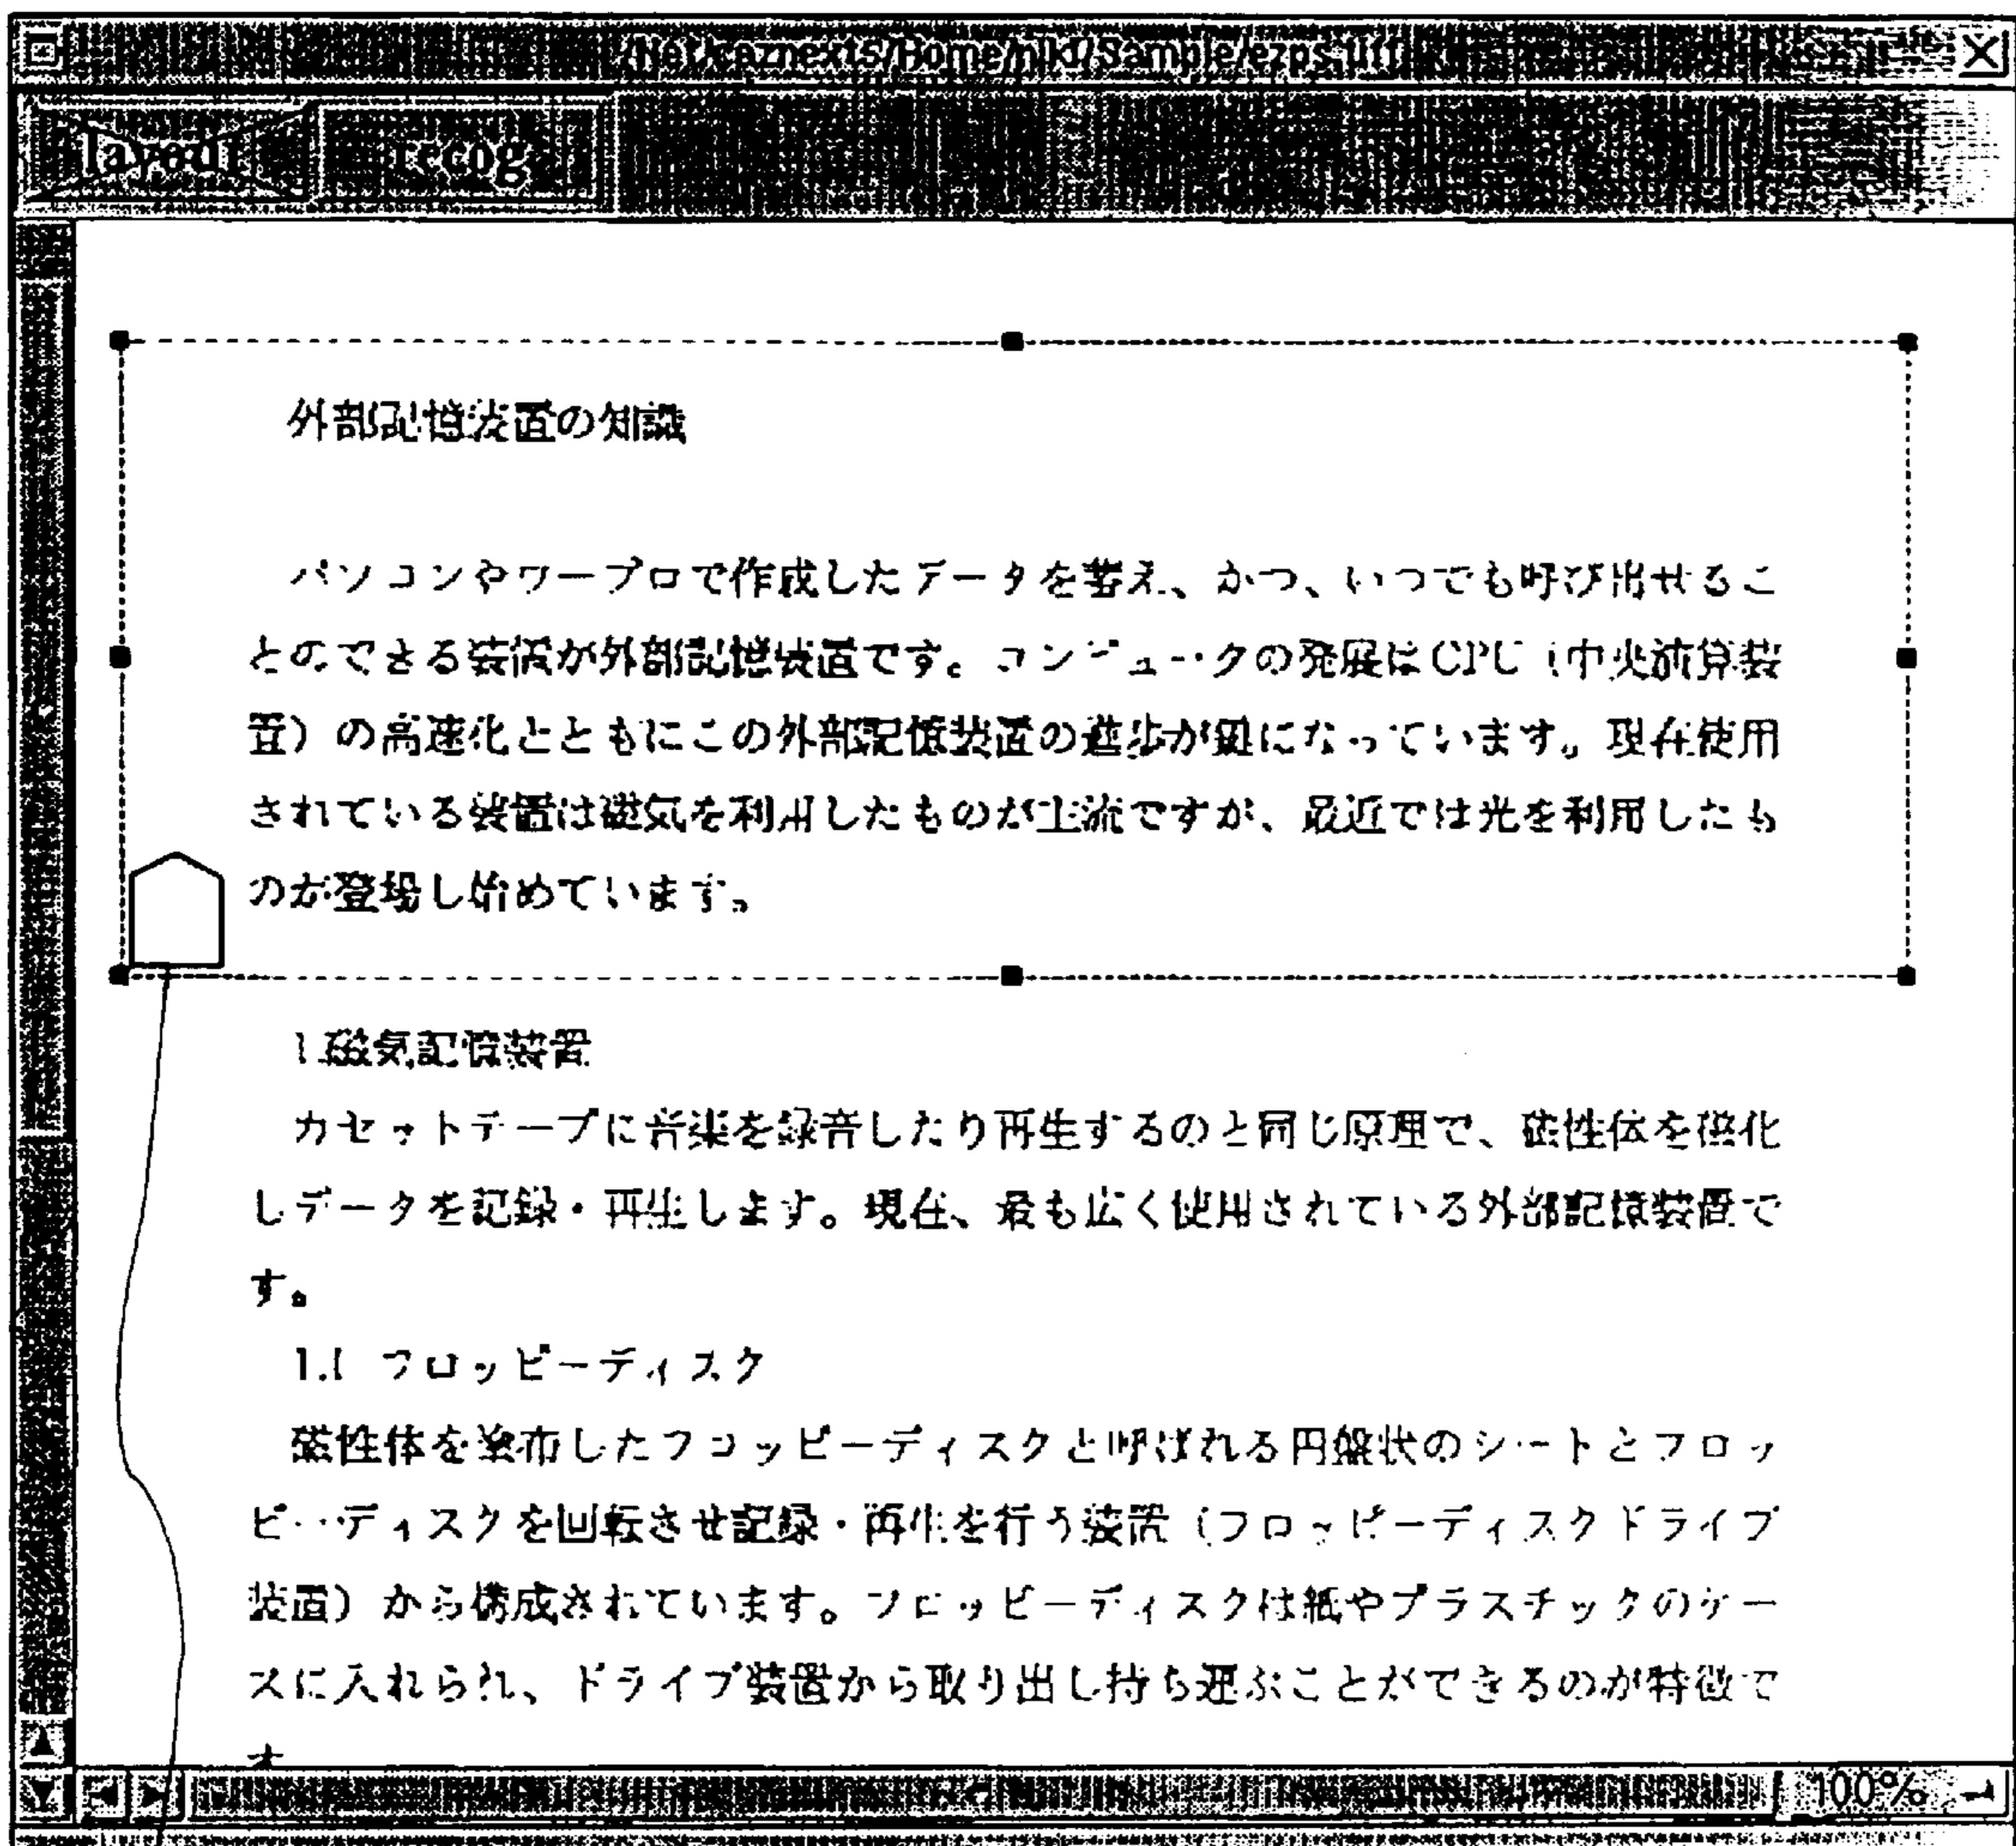 /Net/caznext5/Home/nkf/Sample/ezps.tiff
layout recog
外部記憶装置の知識
パソコンやワープロで作成したデータを蓄え、かつ、いつでも呼び出せるこ
とのできる装置が外部記憶装置です。コンピュータの発展はCPU（中央演算装
置）の高速化とともにこの外部記憶装置の進歩が鍵になっています。現在使用
されている装置は磁気を利用したものが主流ですが、最近では光を利用したも
のが登場し始めています。
1.磁気記憶装置
カセットテープに音楽を録音したり再生するのと同じ原理で、磁性体を磁化
しデータを記録・再生します。現在、最も広く使用されている外部記憶装置で
す。
1.1 フロッピーディスク
磁性体を塗布したフロッピーディスクと呼ばれる円盤状のシートとフロッ
ピーディスクを回転させ記録・再生を行う装置（フロッピーディスクドライブ
装置）から構成されています。フロッピーディスクは紙やプラスチックのケー
スに入れられ、ドライブ装置から取り出し持ち運ぶことができるのが特徴で
100%